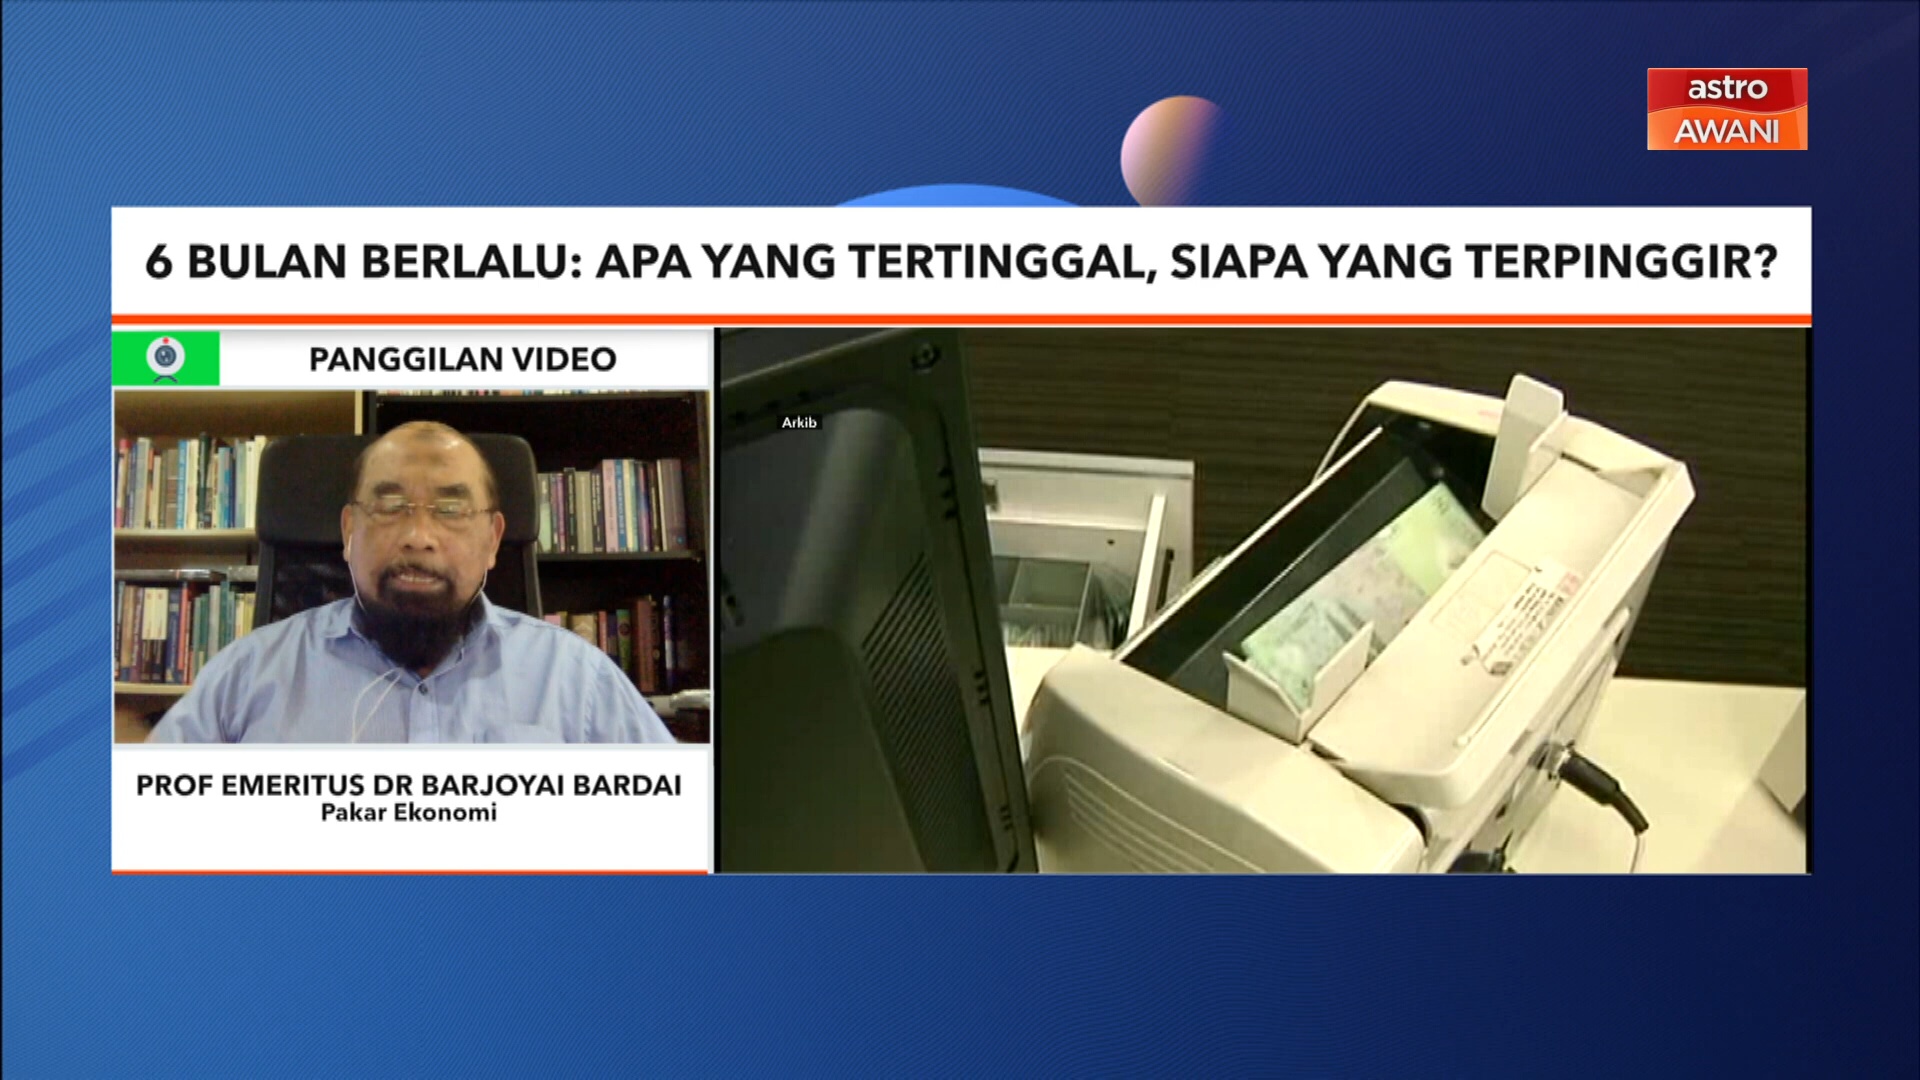 astro
AWANI
6 BULAN BERLALU: APA YANG TERTINGGAL, SIAPA YANG TERPINGGIR?
PANGGILAN VIDEO
Arkib
PROF EMERITUS DR BARJOYAI BARDAI
Pakar Ekonomi